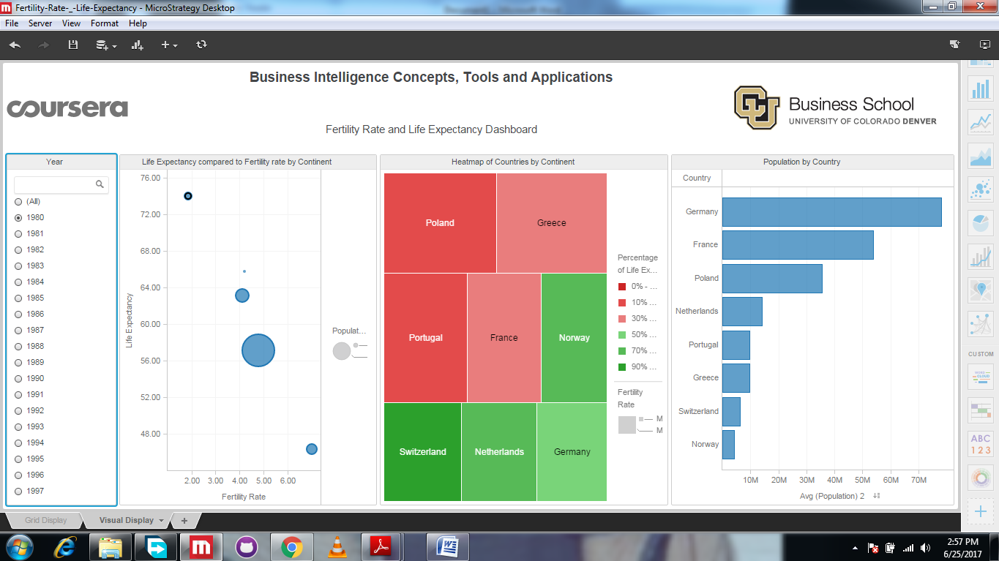 Fertility-Rate-_-Life-Expectancy - MicroStrategy Desktop
File Server View Format Help
Business Intelligence Concepts, Tools and Applications
coursera
CU
Business School
UNIVERSITY OF COLORADO DENVER
Fertility Rate and Life Expectancy Dashboard
Year
(All)
1980
1981
1982
1983
1984
1985
1986
1987
1988
1989
1990
1991
1992
1993
1994
1995
1996
1997
Life Expectancy compared to Fertility rate by Continent
76.00
72.00
68.00
64.00
60.00
56.00
52.00
48.00
Life Expectancy
2.00 3.00 4.00 5.00 6.00
Fertility Rate
Populat...
Heatmap of Countries by Continent
Poland
Greece
Portugal
France
Norway
Switzerland
Netherlands
Germany
Percentage
of Life Ex...
0% - ...
10% ...
30% ...
50% ...
70% ...
90% ...
Fertility
Rate
M
M
Population by Country
Country
Germany
France
Poland
Netherlands
Portugal
Greece
Switzerland
Norway
10M 20M 30M 40M 50M 60M 70M
Avg (Population) 2
CUSTOM
ABC
123
Grid Display
Visual Display
2:57 PM
6/25/2017